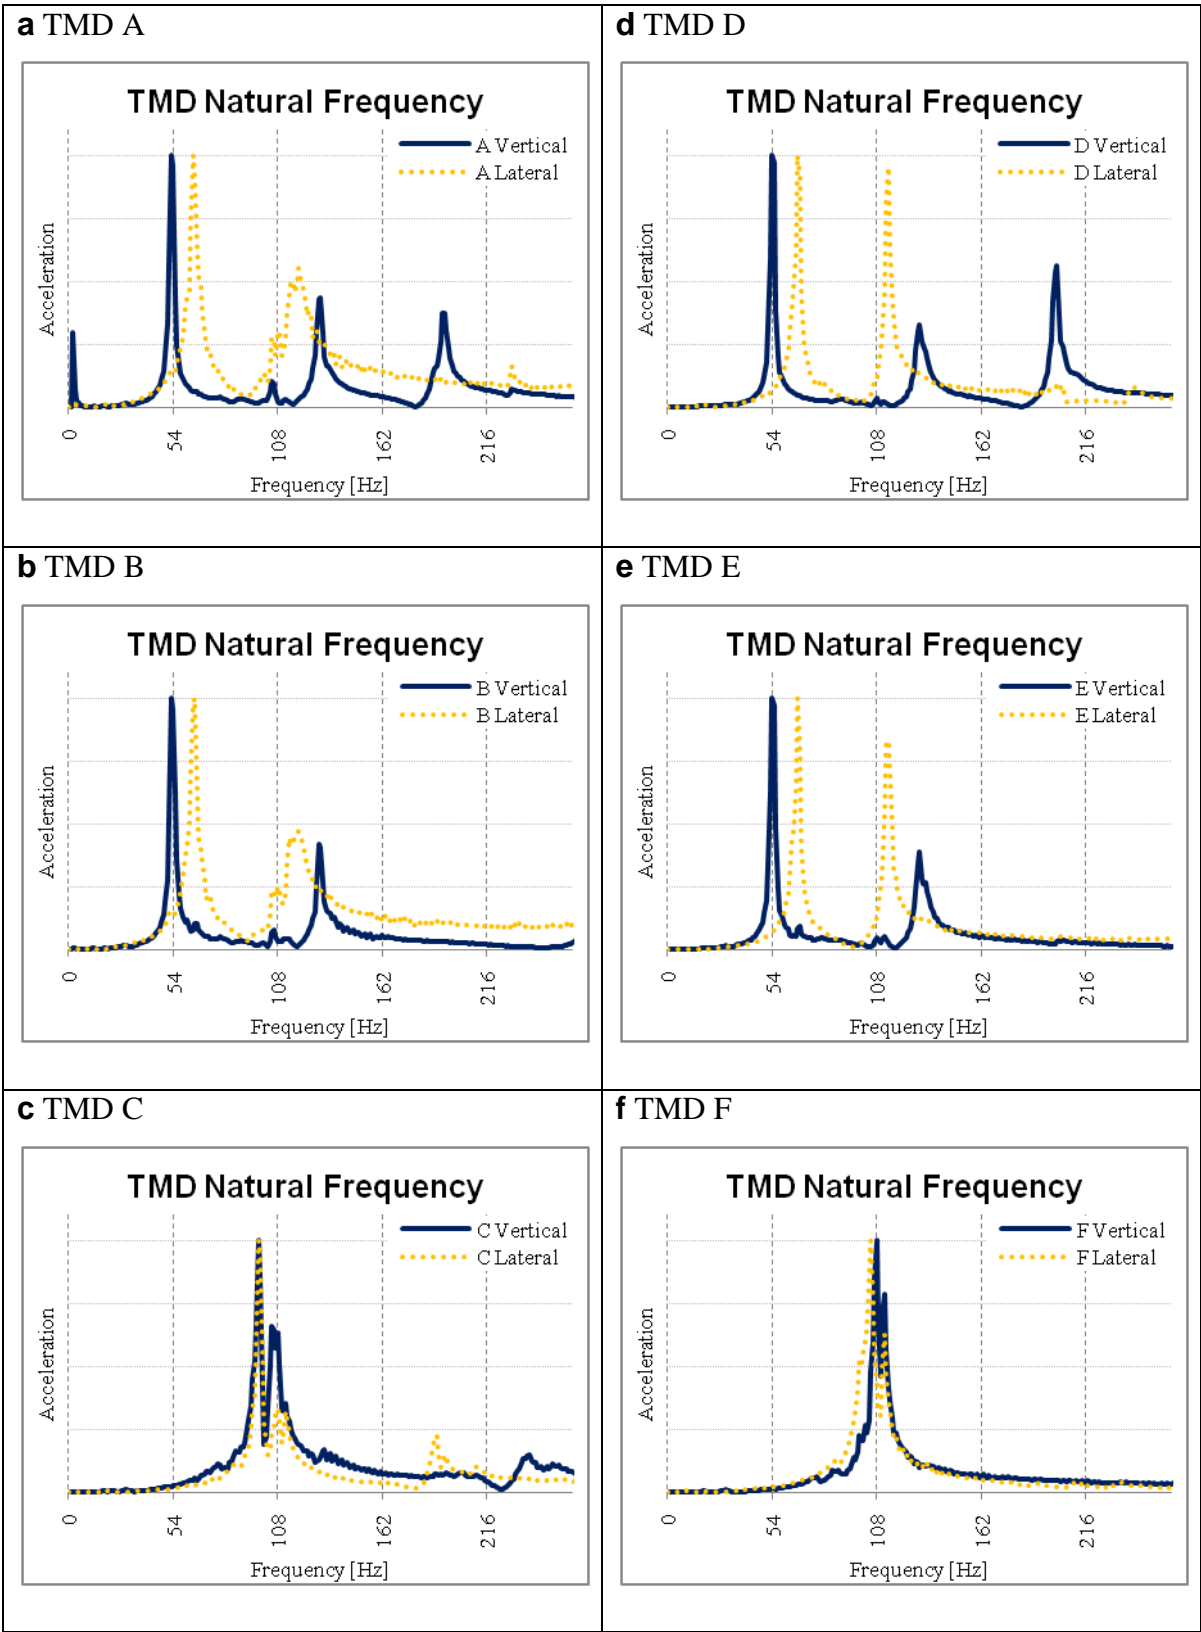 a TMD A
TMD Natural Frequency
A Vertical
A Lateral
Acceleration
0 54 108 162 216
Frequency [Hz]
d TMD D
TMD Natural Frequency
D Vertical
D Lateral
Acceleration
0 54 108 162 216
Frequency [Hz]
b TMD B
TMD Natural Frequency
B Vertical
B Lateral
Acceleration
0 54 108 162 216
Frequency [Hz]
e TMD E
TMD Natural Frequency
E Vertical
E Lateral
Acceleration
0 54 108 162 216
Frequency [Hz]
c TMD C
TMD Natural Frequency
C Vertical
C Lateral
Acceleration
0 54 108 162 216
Frequency [Hz]
f TMD F
TMD Natural Frequency
F Vertical
F Lateral
Acceleration
0 54 108 162 216
Frequency [Hz]